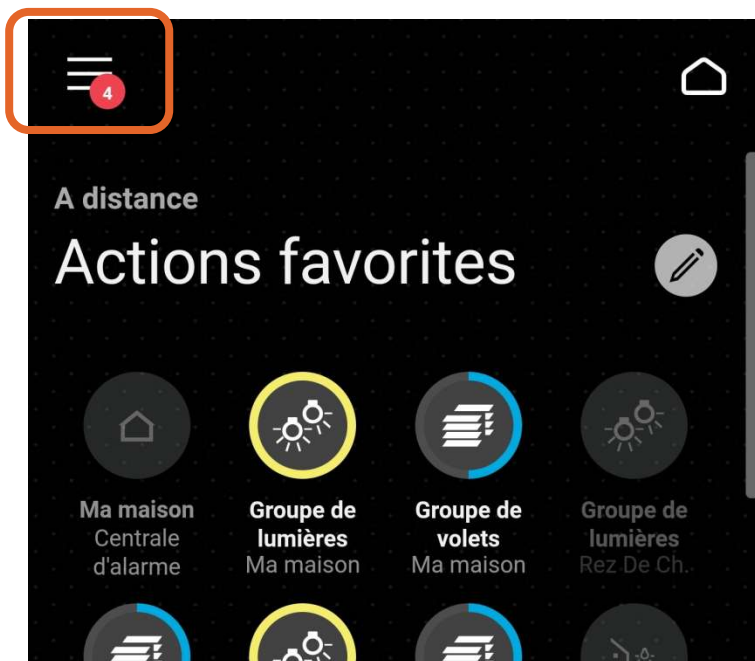 4
A distance
Actions favorites
Ma maison
Centrale
d'alarme
Groupe de
lumières
Ma maison
Groupe de
volets
Ma maison
Groupe de
lumières
Rez De Ch.